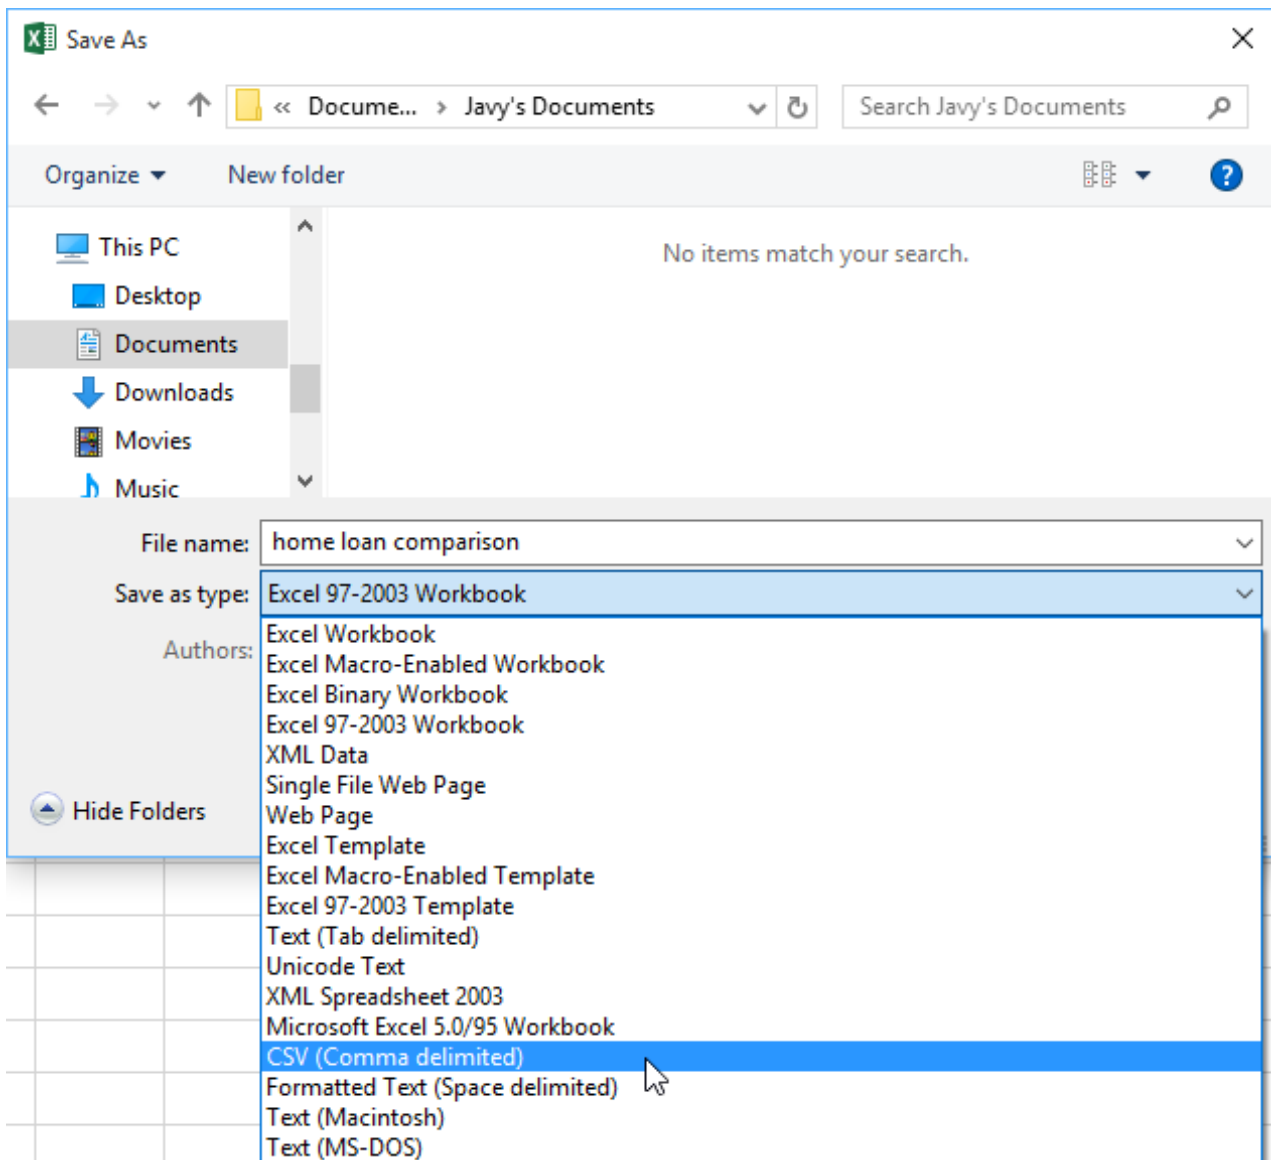 Save As
« Docume... › Javy's Documents
Search Javy's Documents
Organize
New folder
?
This PC
No items match your search.
Desktop
Documents
Downloads
Movies
Music
File name: home loan comparison
Save as type: Excel 97-2003 Workbook
Authors:
Excel Workbook
Excel Macro-Enabled Workbook
Excel Binary Workbook
Excel 97-2003 Workbook
XML Data
Single File Web Page
Hide Folders
Web Page
Excel Template
Excel Macro-Enabled Template
Excel 97-2003 Template
Text (Tab delimited)
Unicode Text
XML Spreadsheet 2003
Microsoft Excel 5.0/95 Workbook
CSV (Comma delimited)
Formatted Text (Space delimited)
Text (Macintosh)
Text (MS-DOS)